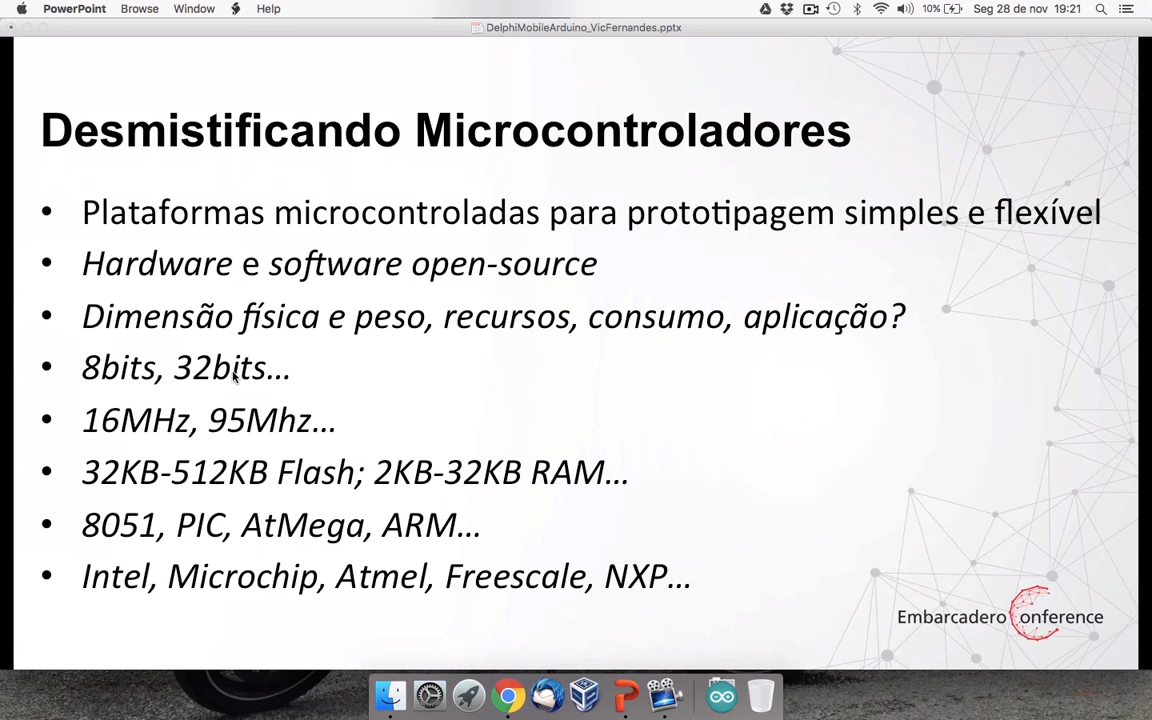 PowerPoint Browse Window Help 10% Seg 28 de nov 19:21
DelphiMobileArduino_VicFernandes.pptx
Desmistificando Microcontroladores
• Plataformas microcontroladas para prototipagem simples e flexível
• Hardware e software open-source
• Dimensão física e peso, recursos, consumo, aplicação?
• 8bits, 32bits...
• 16MHz, 95Mhz...
• 32KB-512KB Flash; 2KB-32KB RAM...
• 8051, PIC, AtMega, ARM...
• Intel, Microchip, Atmel, Freescale, NXP...
Embarcadero Conference